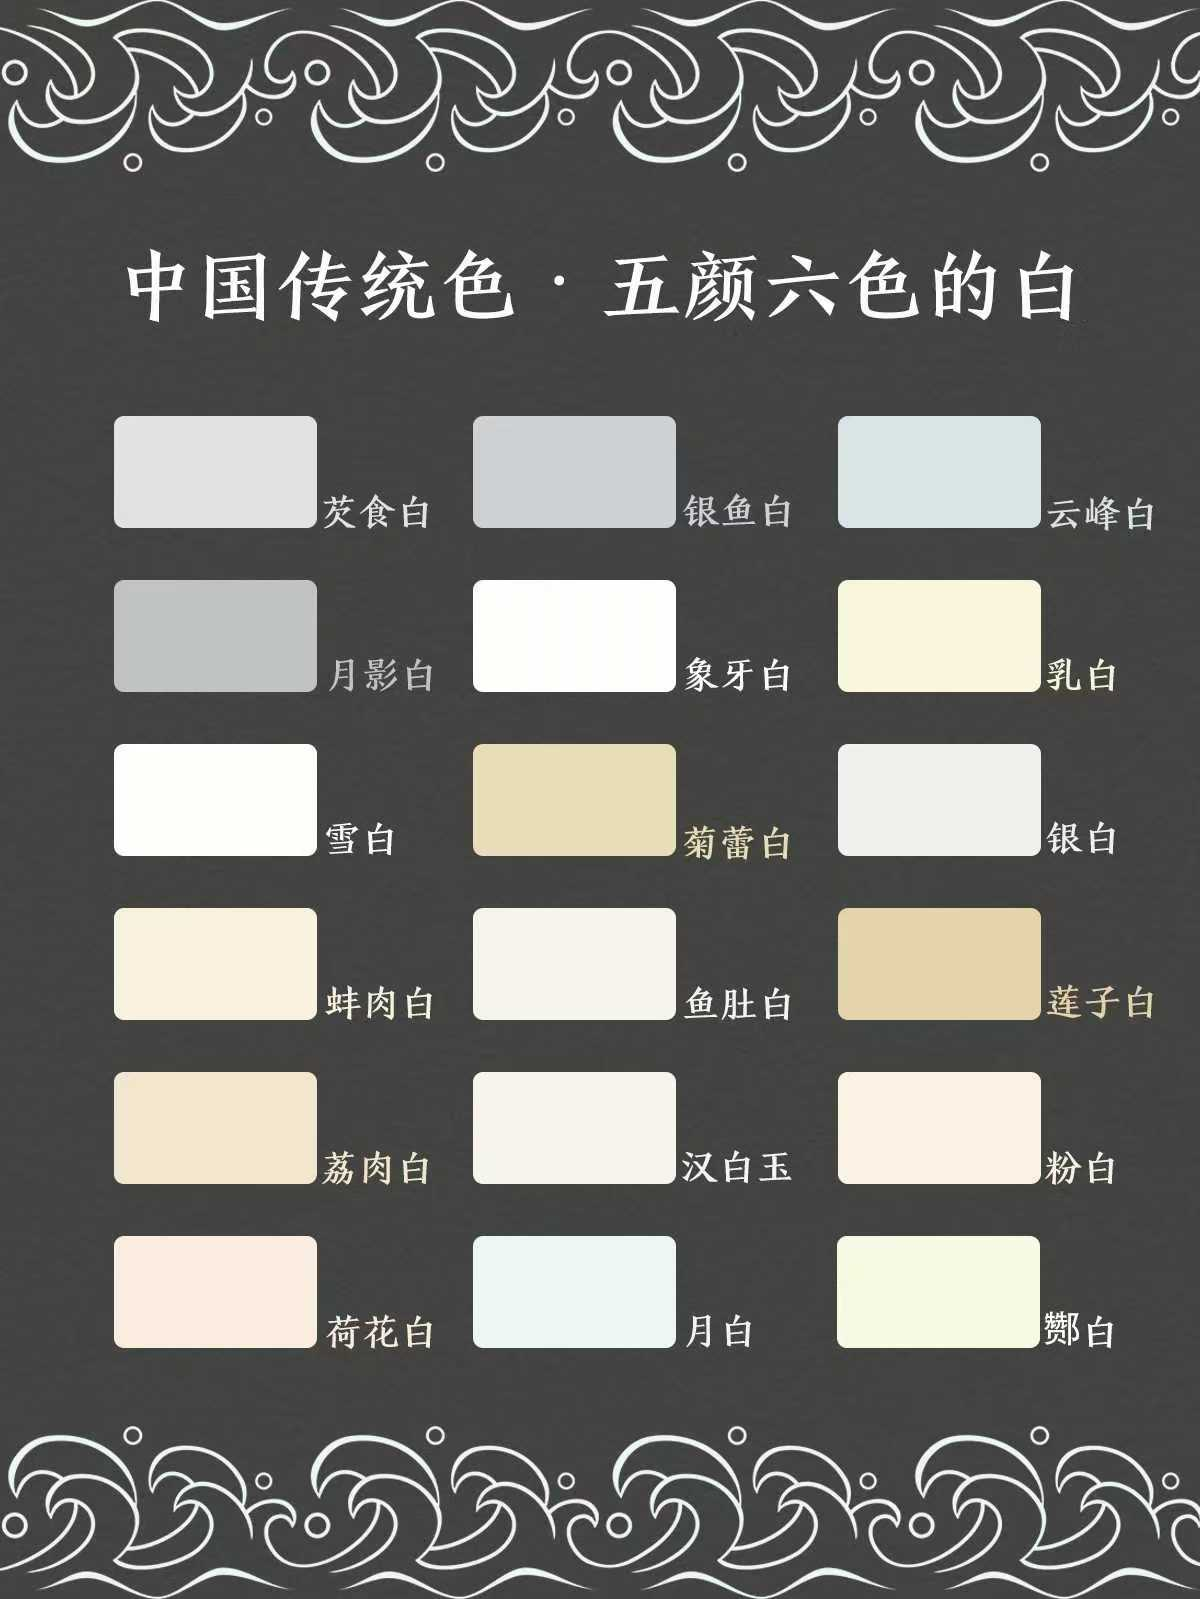 中国传统色·五颜六色的白
芡食白 银鱼白 云峰白
月影白 象牙白 乳白
雪白 菊蕾白 银白
蚌肉白 鱼肚白 莲子白
荔肉白 汉白玉 粉白
荷花白 月白 酂白